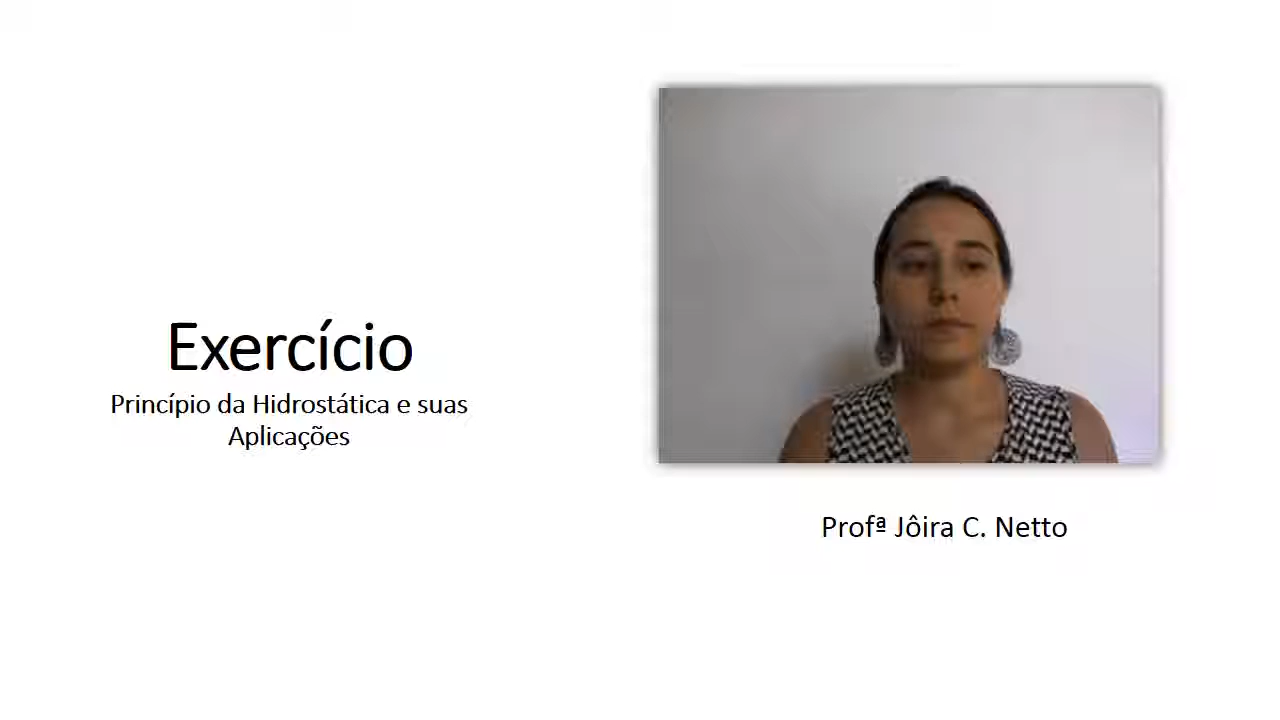 Exercício
Princípio da Hidrostática e suas
Aplicações
Profª Jôira C. Netto